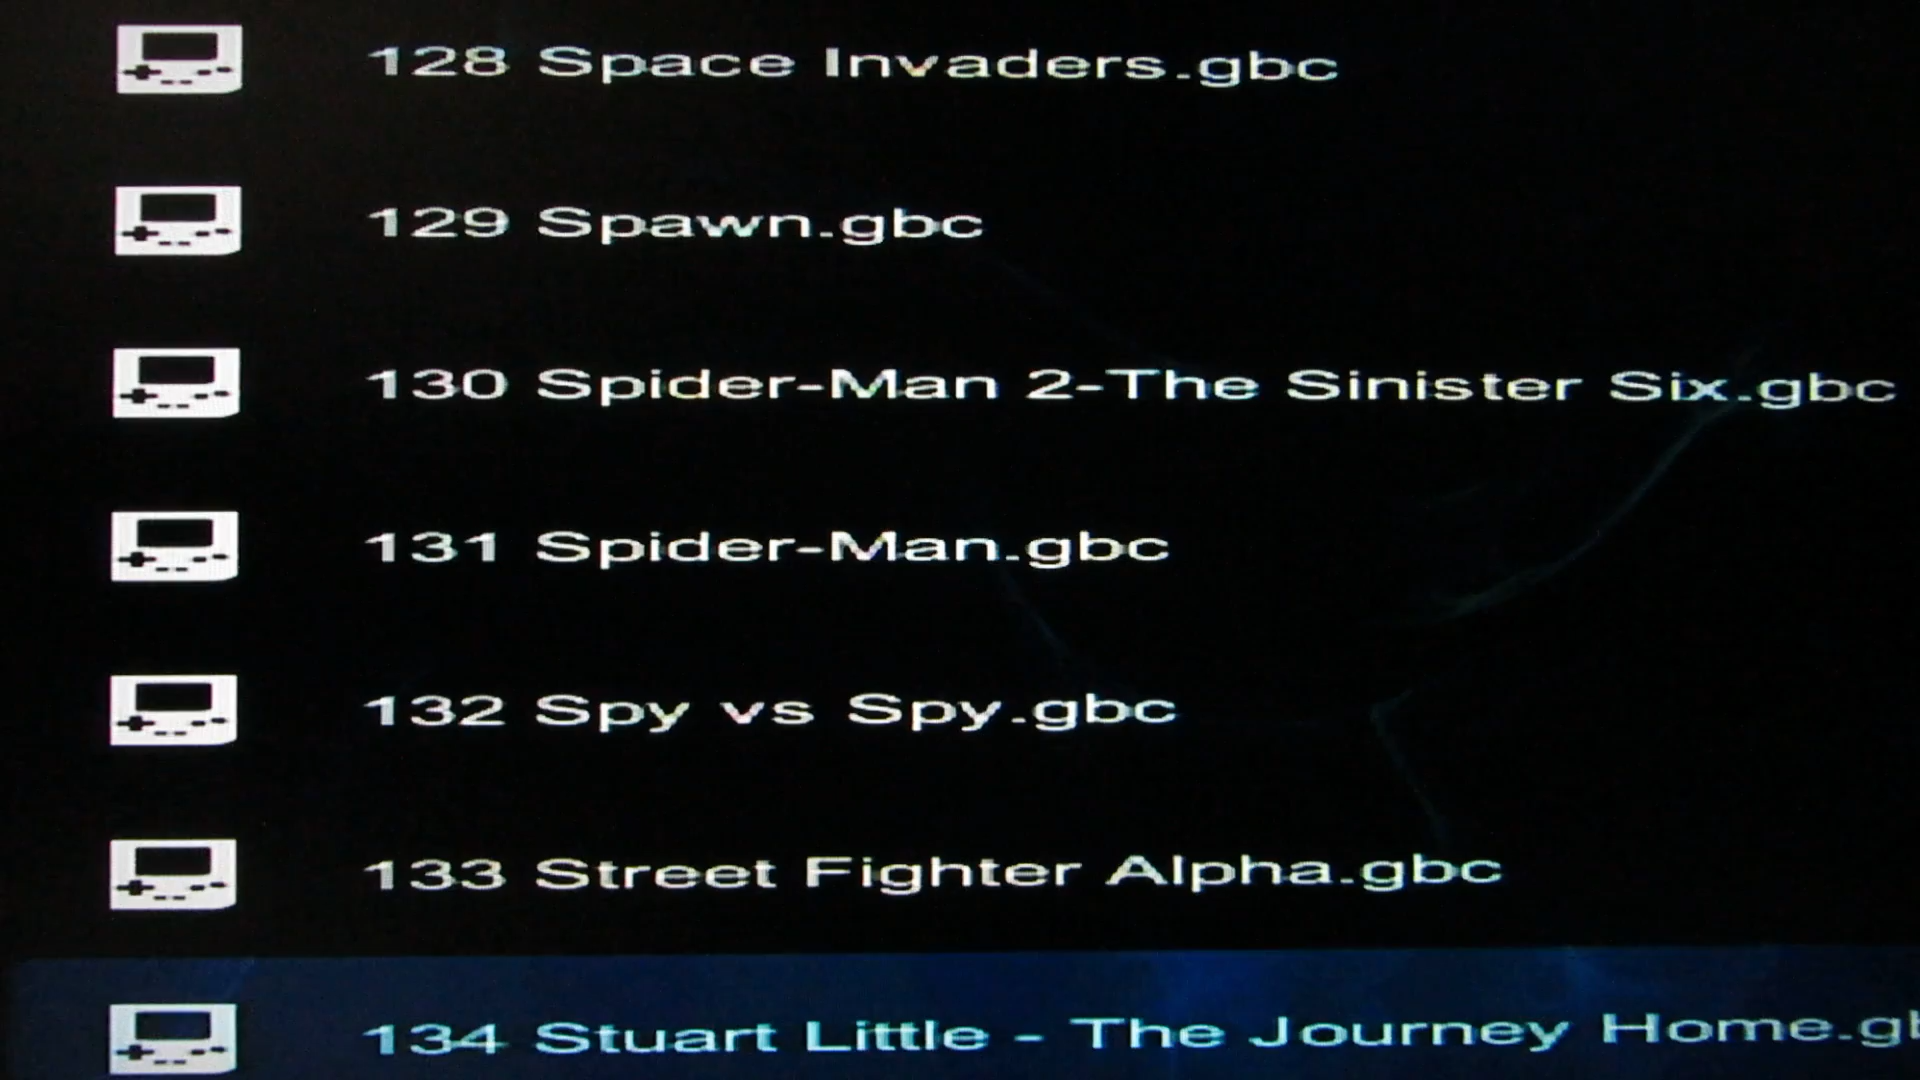 128 Space Invaders.gbc
129 Spawn.gbc
130 Spider-Man 2-The Sinister Six.gbc
131 Spider-Man.gbc
132 Spy vs Spy.gbc
133 Street Fighter Alpha.gbc
134 Stuart Little - The Journey Home.gb